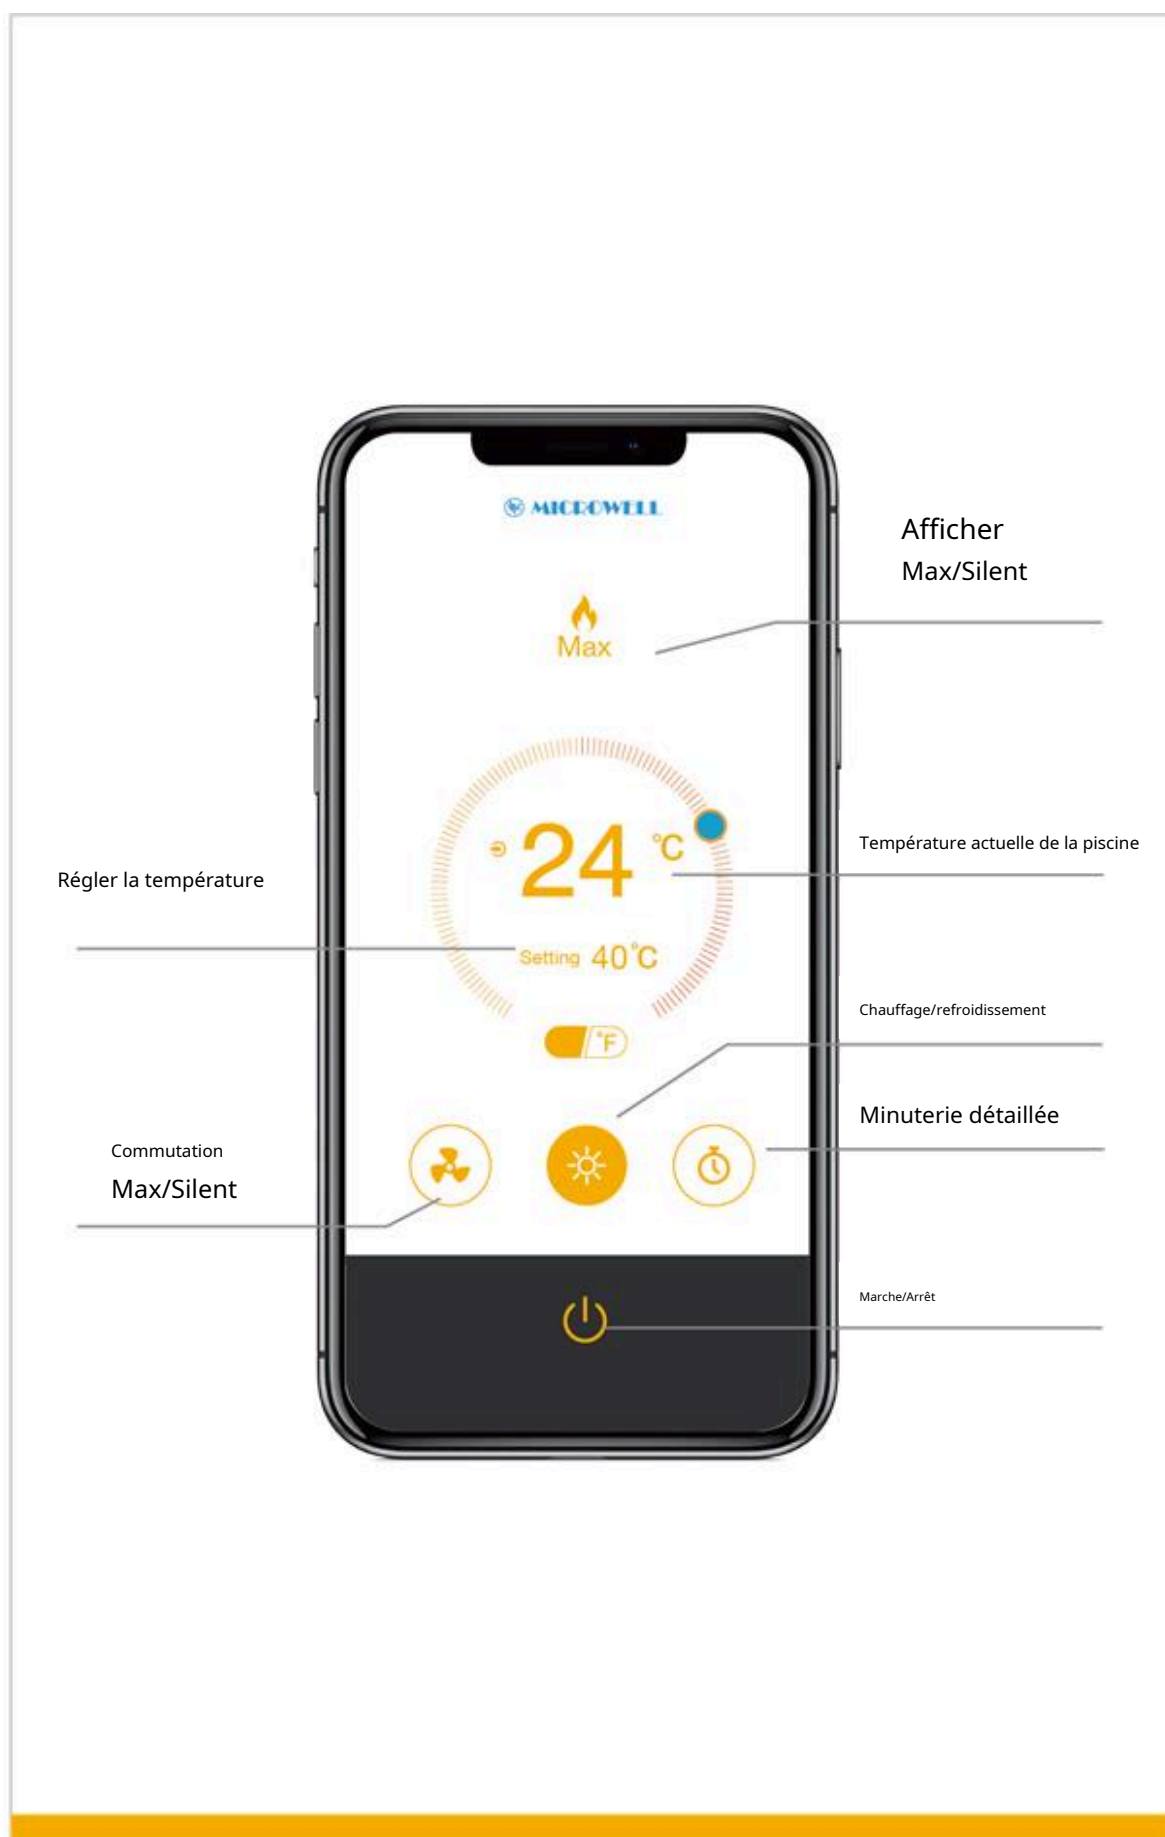 MICROWELL
Afficher
Max/Silent
Max
24 °C
Température actuelle de la piscine
Régler la température
Setting 40°C
°F
Chauffage/refroidissement
Minuterie détaillée
Commutation
Max/Silent
Marche/Arrêt